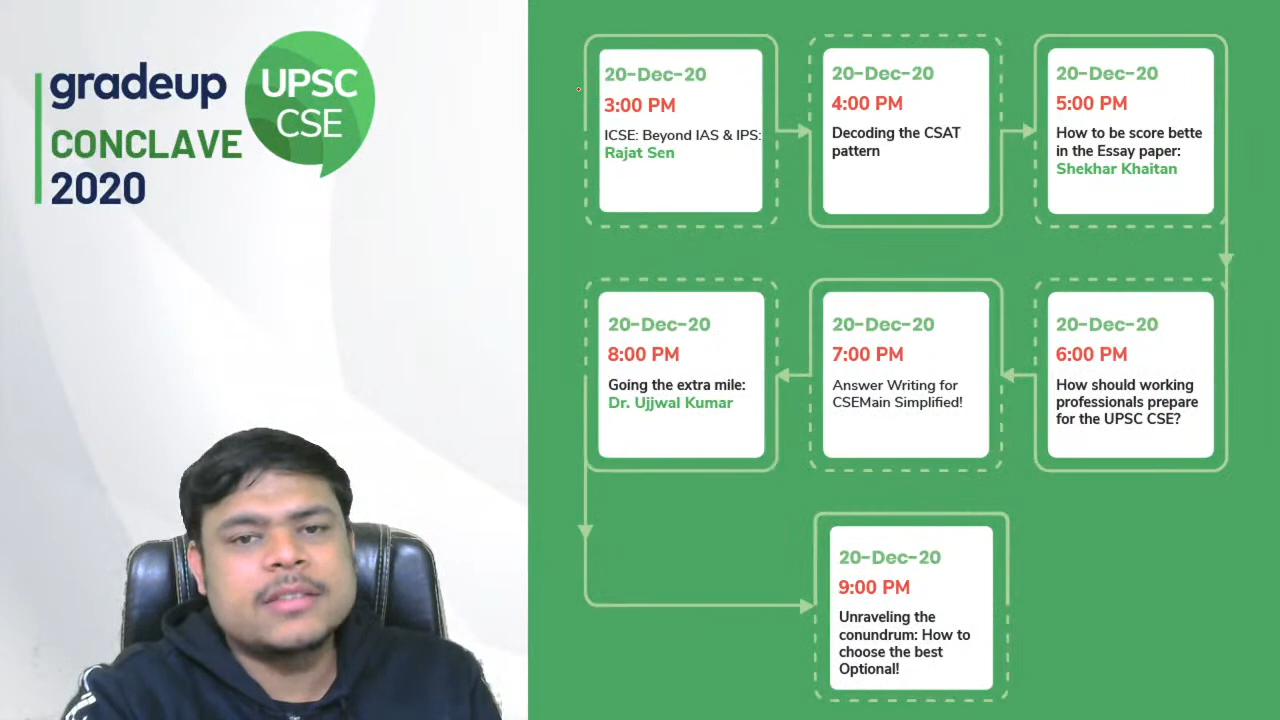 gradeup
CONCLAVE
2020
UPSC
CSE
20-Dec-20
3:00 PM
ICSE: Beyond IAS & IPS:
Rajat Sen
20-Dec-20
4:00 PM
Decoding the CSAT
pattern
20-Dec-20
5:00 PM
How to be score bette
in the Essay paper:
Shekhar Khaitan
20-Dec-20
6:00 PM
How should working
professionals prepare
for the UPSC CSE?
20-Dec-20
7:00 PM
Answer Writing for
CSEMain Simplified!
20-Dec-20
8:00 PM
Going the extra mile:
Dr. Ujjwal Kumar
20-Dec-20
9:00 PM
Unraveling the
conundrum: How to
choose the best
Optional!